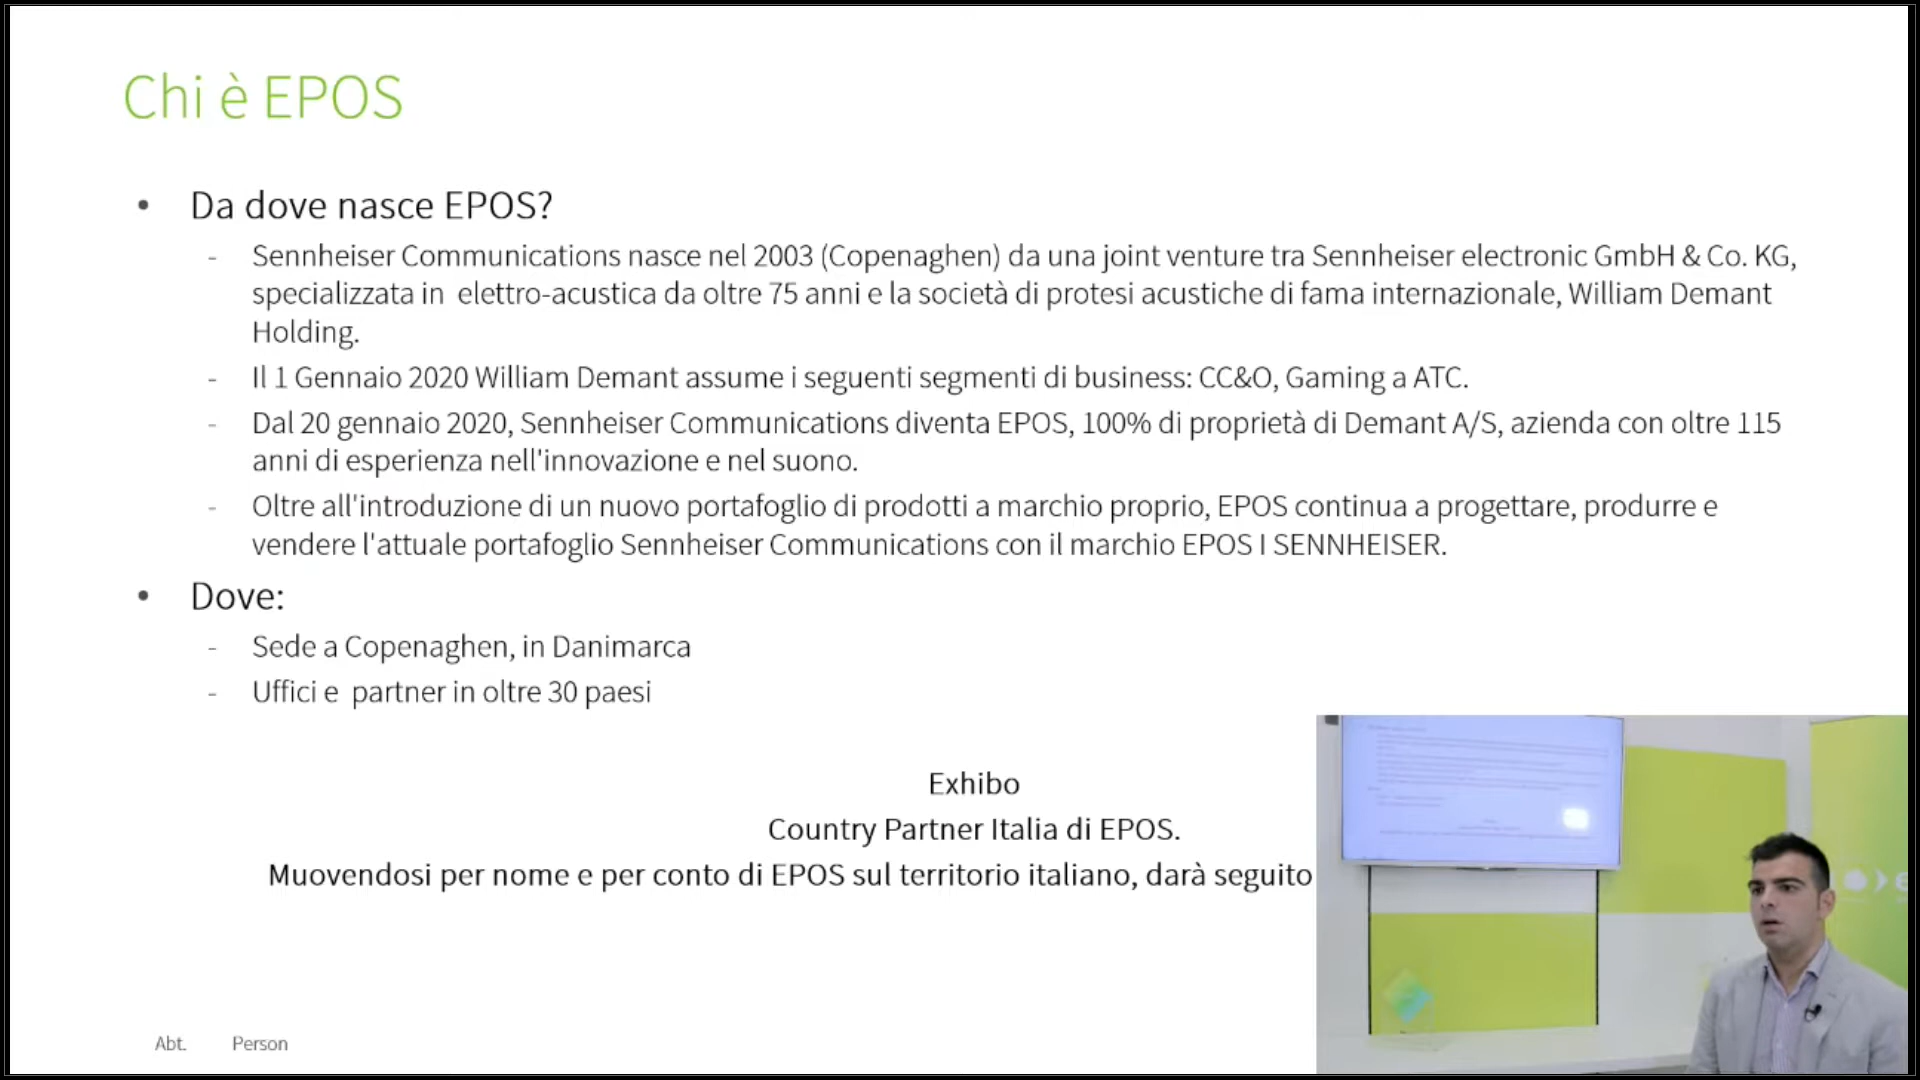 Chi è EPOS
• Da dove nasce EPOS?
- Sennheiser Communications nasce nel 2003 (Copenaghen) da una joint venture tra Sennheiser electronic GmbH & Co. KG,
specializzata in elettro-acustica da oltre 75 anni e la società di protesi acustiche di fama internazionale, William Demant
Holding.
- Il 1 Gennaio 2020 William Demant assume i seguenti segmenti di business: CC&O, Gaming a ATC.
- Dal 20 gennaio 2020, Sennheiser Communications diventa EPOS, 100% di proprietà di Demant A/S, azienda con oltre 115
anni di esperienza nell'innovazione e nel suono.
- Oltre all'introduzione di un nuovo portafoglio di prodotti a marchio proprio, EPOS continua a progettare, produrre e
vendere l'attuale portafoglio Sennheiser Communications con il marchio EPOS I SENNHEISER.
• Dove:
- Sede a Copenaghen, in Danimarca
- Uffici e partner in oltre 30 paesi
Exhibo
Country Partner Italia di EPOS.
Muovendosi per nome e per conto di EPOS sul territorio italiano, darà seguito
Abt. Person